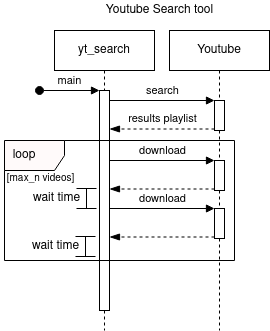 Youtube Search tool
yt_search
Youtube
main
search
results playlist
loop
download
[max_n videos]
wait time
download
wait time